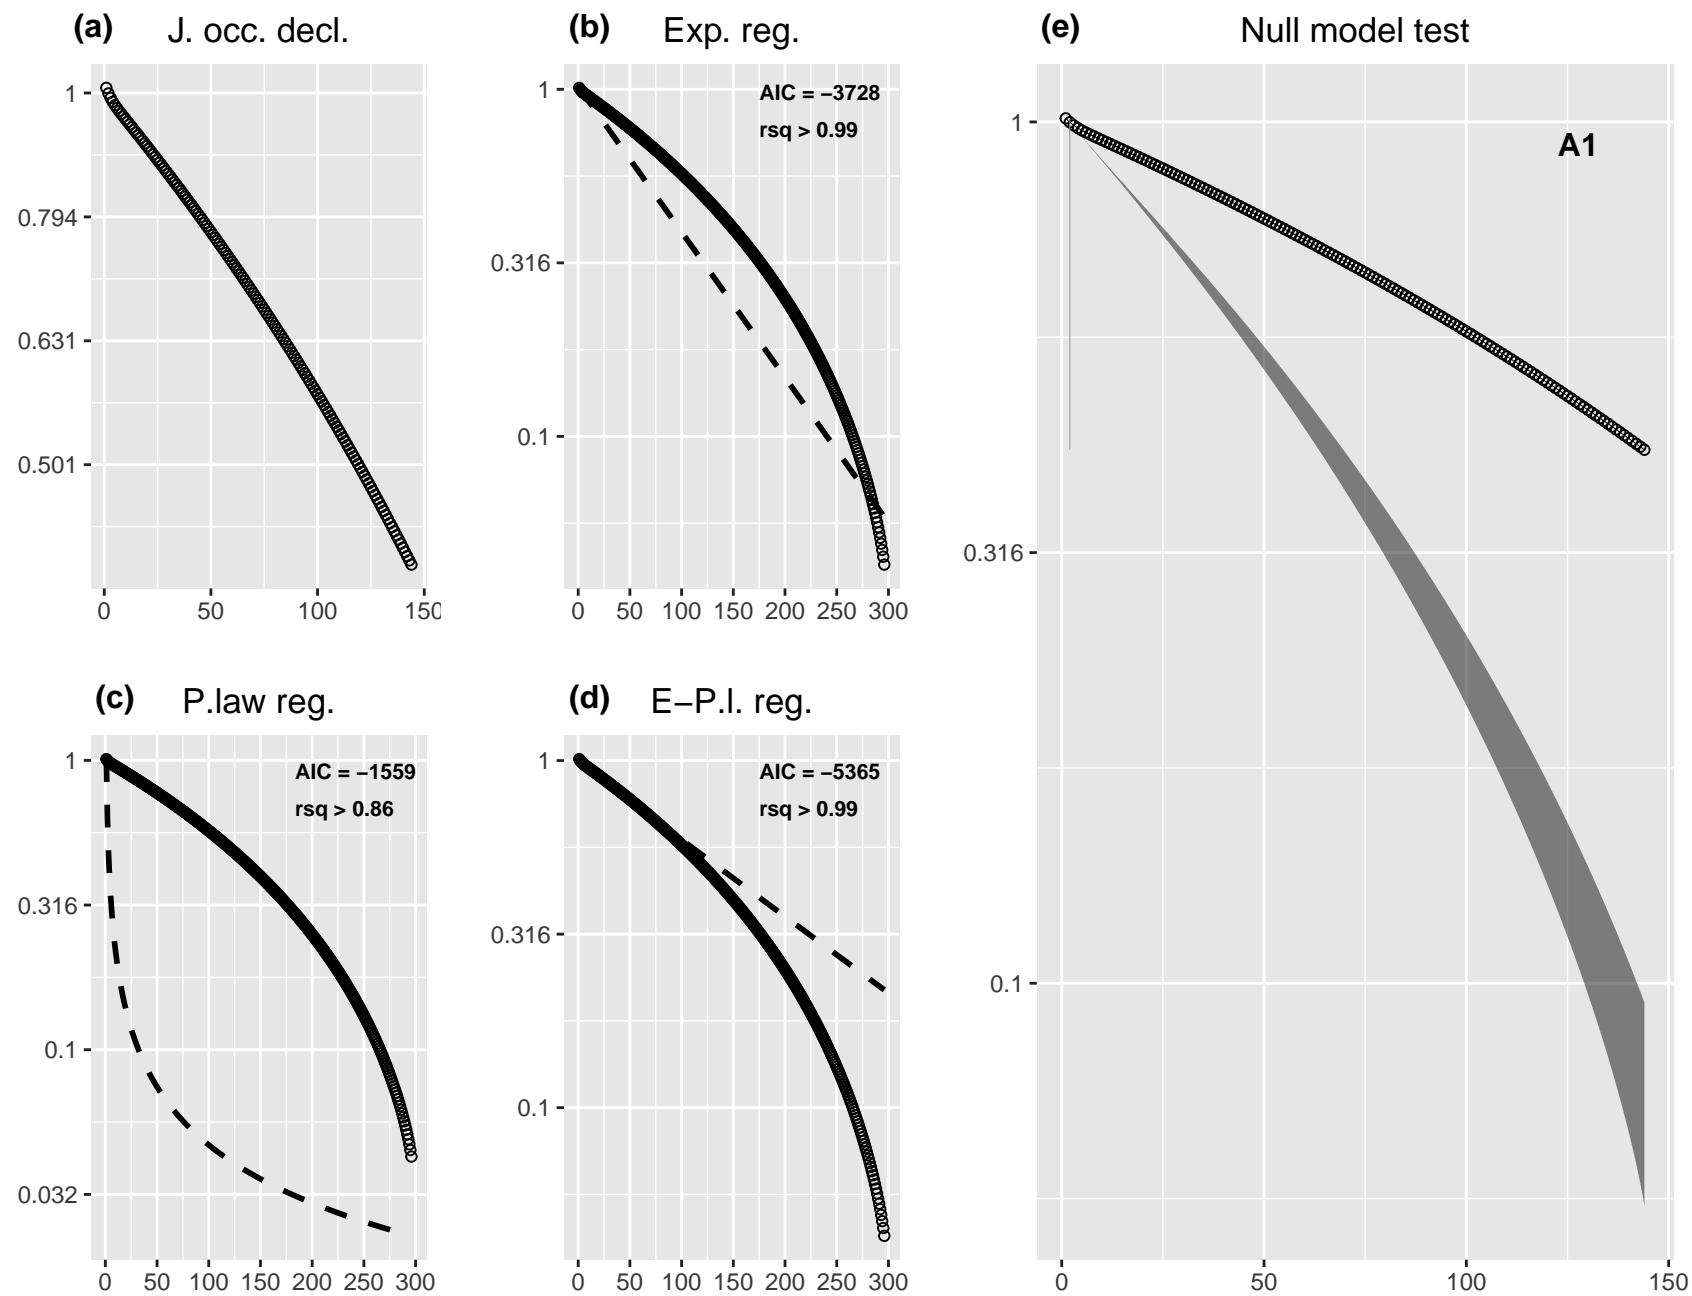 (a) J. occ. decl.
1
0.794
0.631
0.501
0 50 100 150
(b) Exp. reg.
AIC = −3728
rsq > 0.99
1
0.316
0.1
0 50 100 150 200 250 300
(c) P.law reg.
AIC = −1559
rsq > 0.86
1
0.316
0.1
0.032
0 50 100 150 200 250 300
(d) E−P.l. reg.
AIC = −5365
rsq > 0.99
1
0.316
0.1
0 50 100 150 200 250 300
(e) Null model test
A1
1
0.316
0.1
0 50 100 150